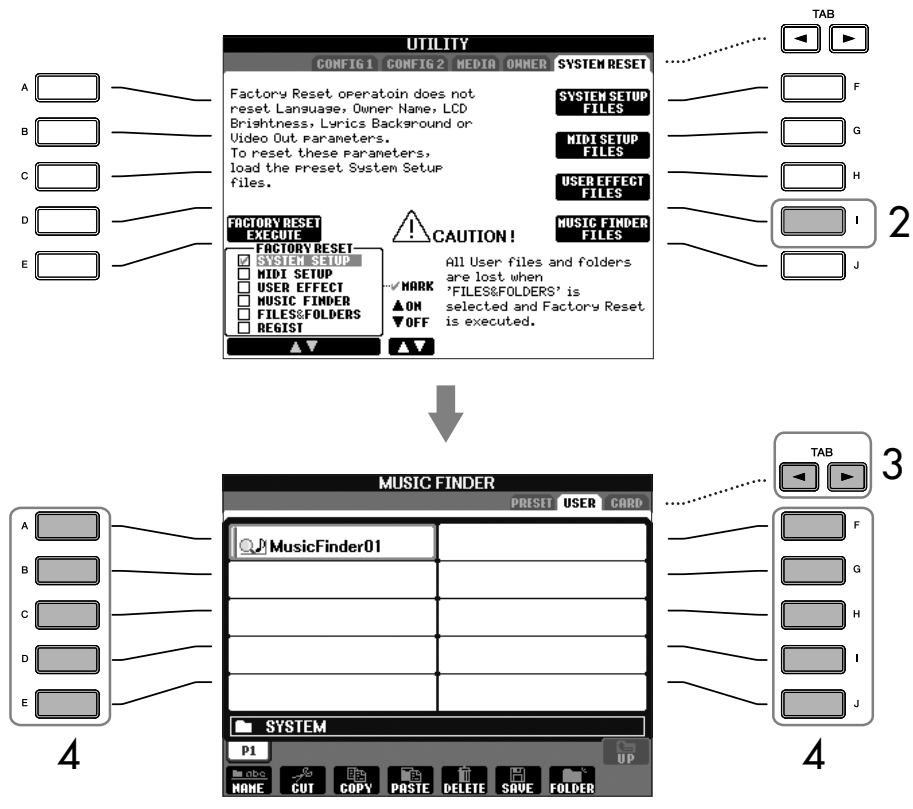 TAB
UTILITY
CONFIG 1 CONFIG 2 MEDIA OWNER SYSTEM RESET
A
B
C
D
E
Factory Reset operatoin does not
reset Language, Owner Name, LCD
Brightness, Lyrics Background or
Video Out parameters.
To reset these parameters,
load the preset System Setup
files.
SYSTEM SETUP
FILES
MIDI SETUP
FILES
USER EFFECT
FILES
MUSIC FINDER
FILES
F
G
H
I
J
2
FACTORY RESET
EXECUTE
FACTORY RESET
SYSTEM SETUP
MIDI SETUP
USER EFFECT
MUSIC FINDER
FILES&FOLDERS
REGIST
MARK
▲ON
▼OFF
▲▼
▲▼
CAUTION !
All User files and folders
are lost when
'FILES&FOLDERS' is
selected and Factory Reset
is executed.
TAB
3
MUSIC FINDER
PRESET USER CARD
A
B
C
D
E
4
MusicFinder01
SYSTEM
P1
UP
NAME CUT COPY PASTE DELETE SAVE FOLDER
F
G
H
I
J
4